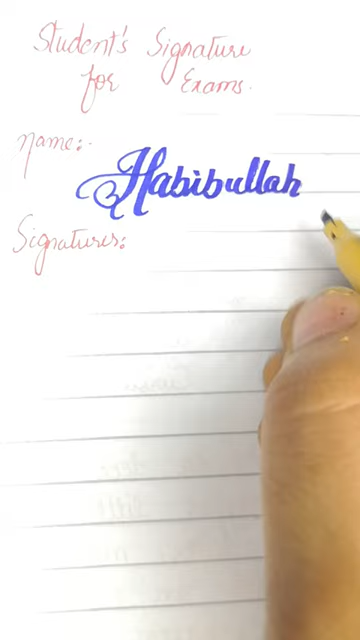 Student's Signature
for Exams.
Name:-
Habibullah
Signatures: